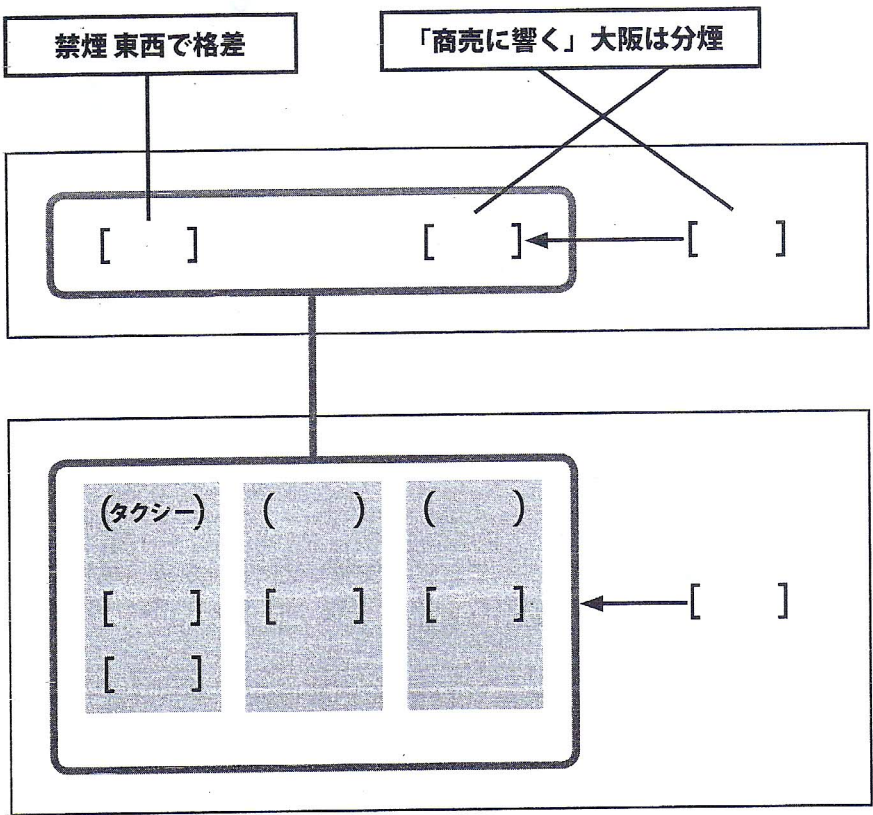 禁煙 東西で格差
「商売に響く」大阪は分煙
[ ] [ ] [ ]
(タクシー) ( ) ( )
[ ] [ ] [ ] [ ]
[ ]